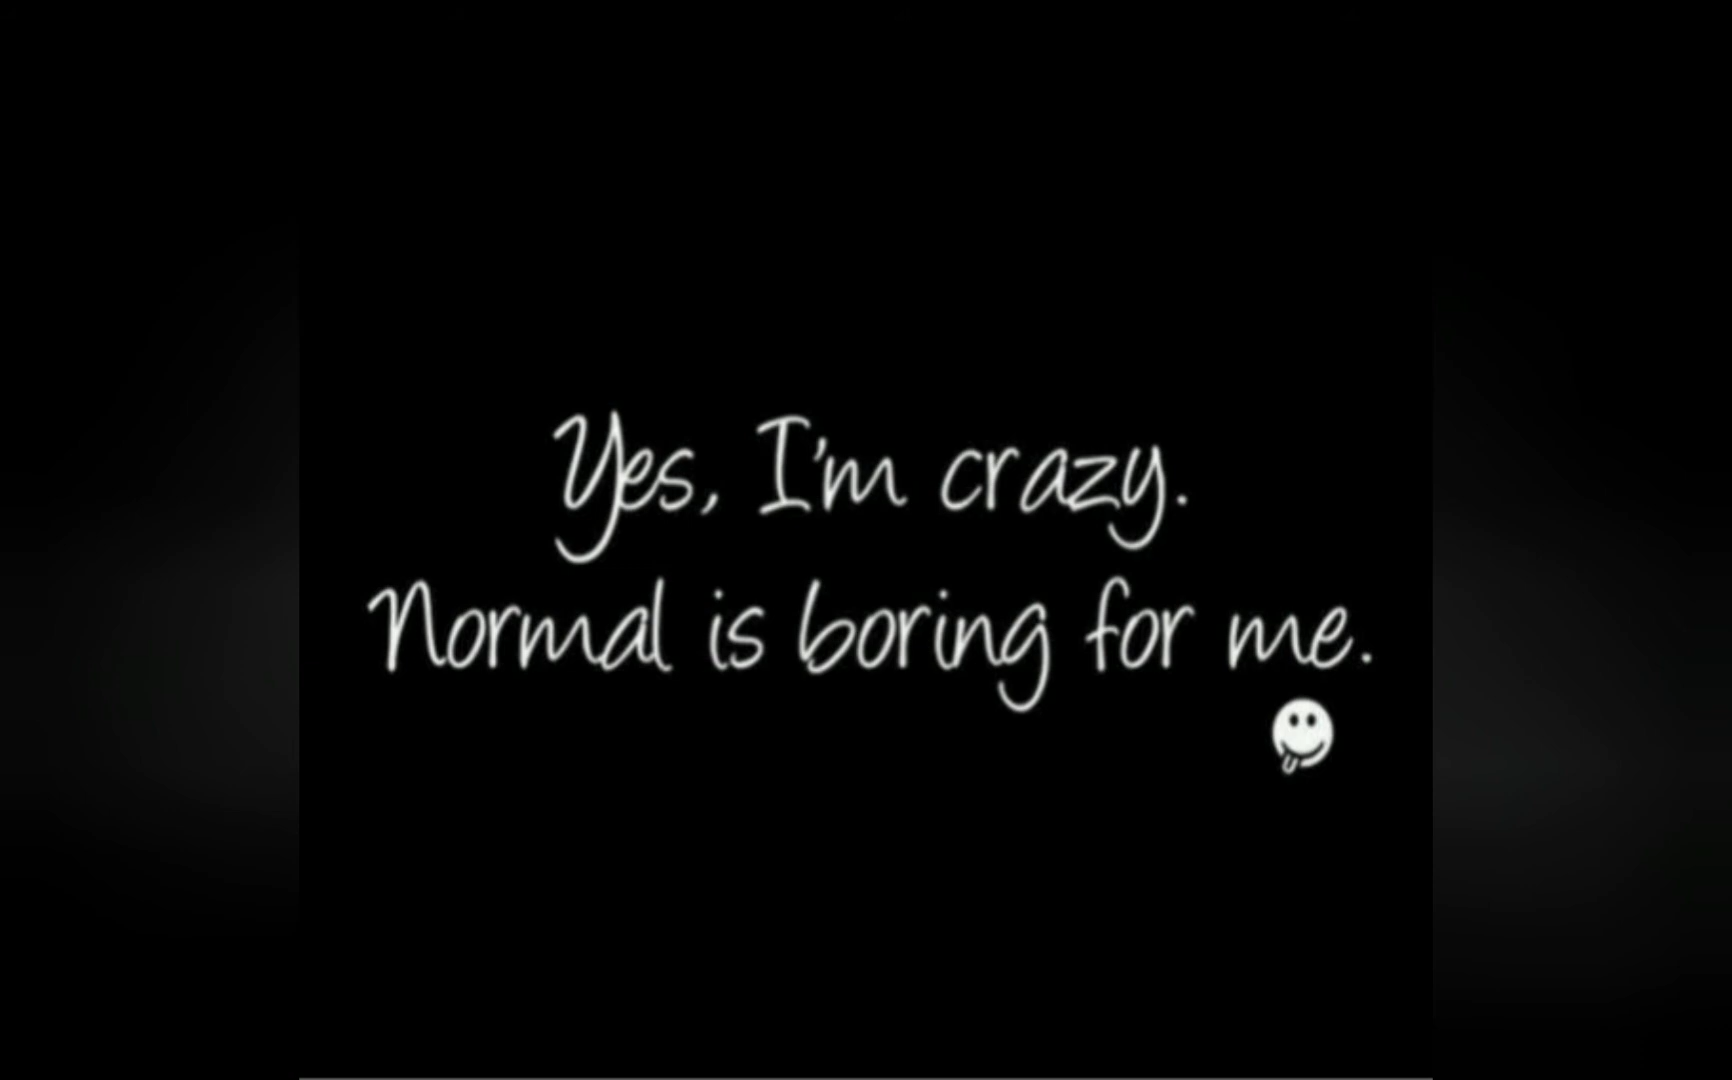 Yes, I'm crazy.
Normal is boring for me.